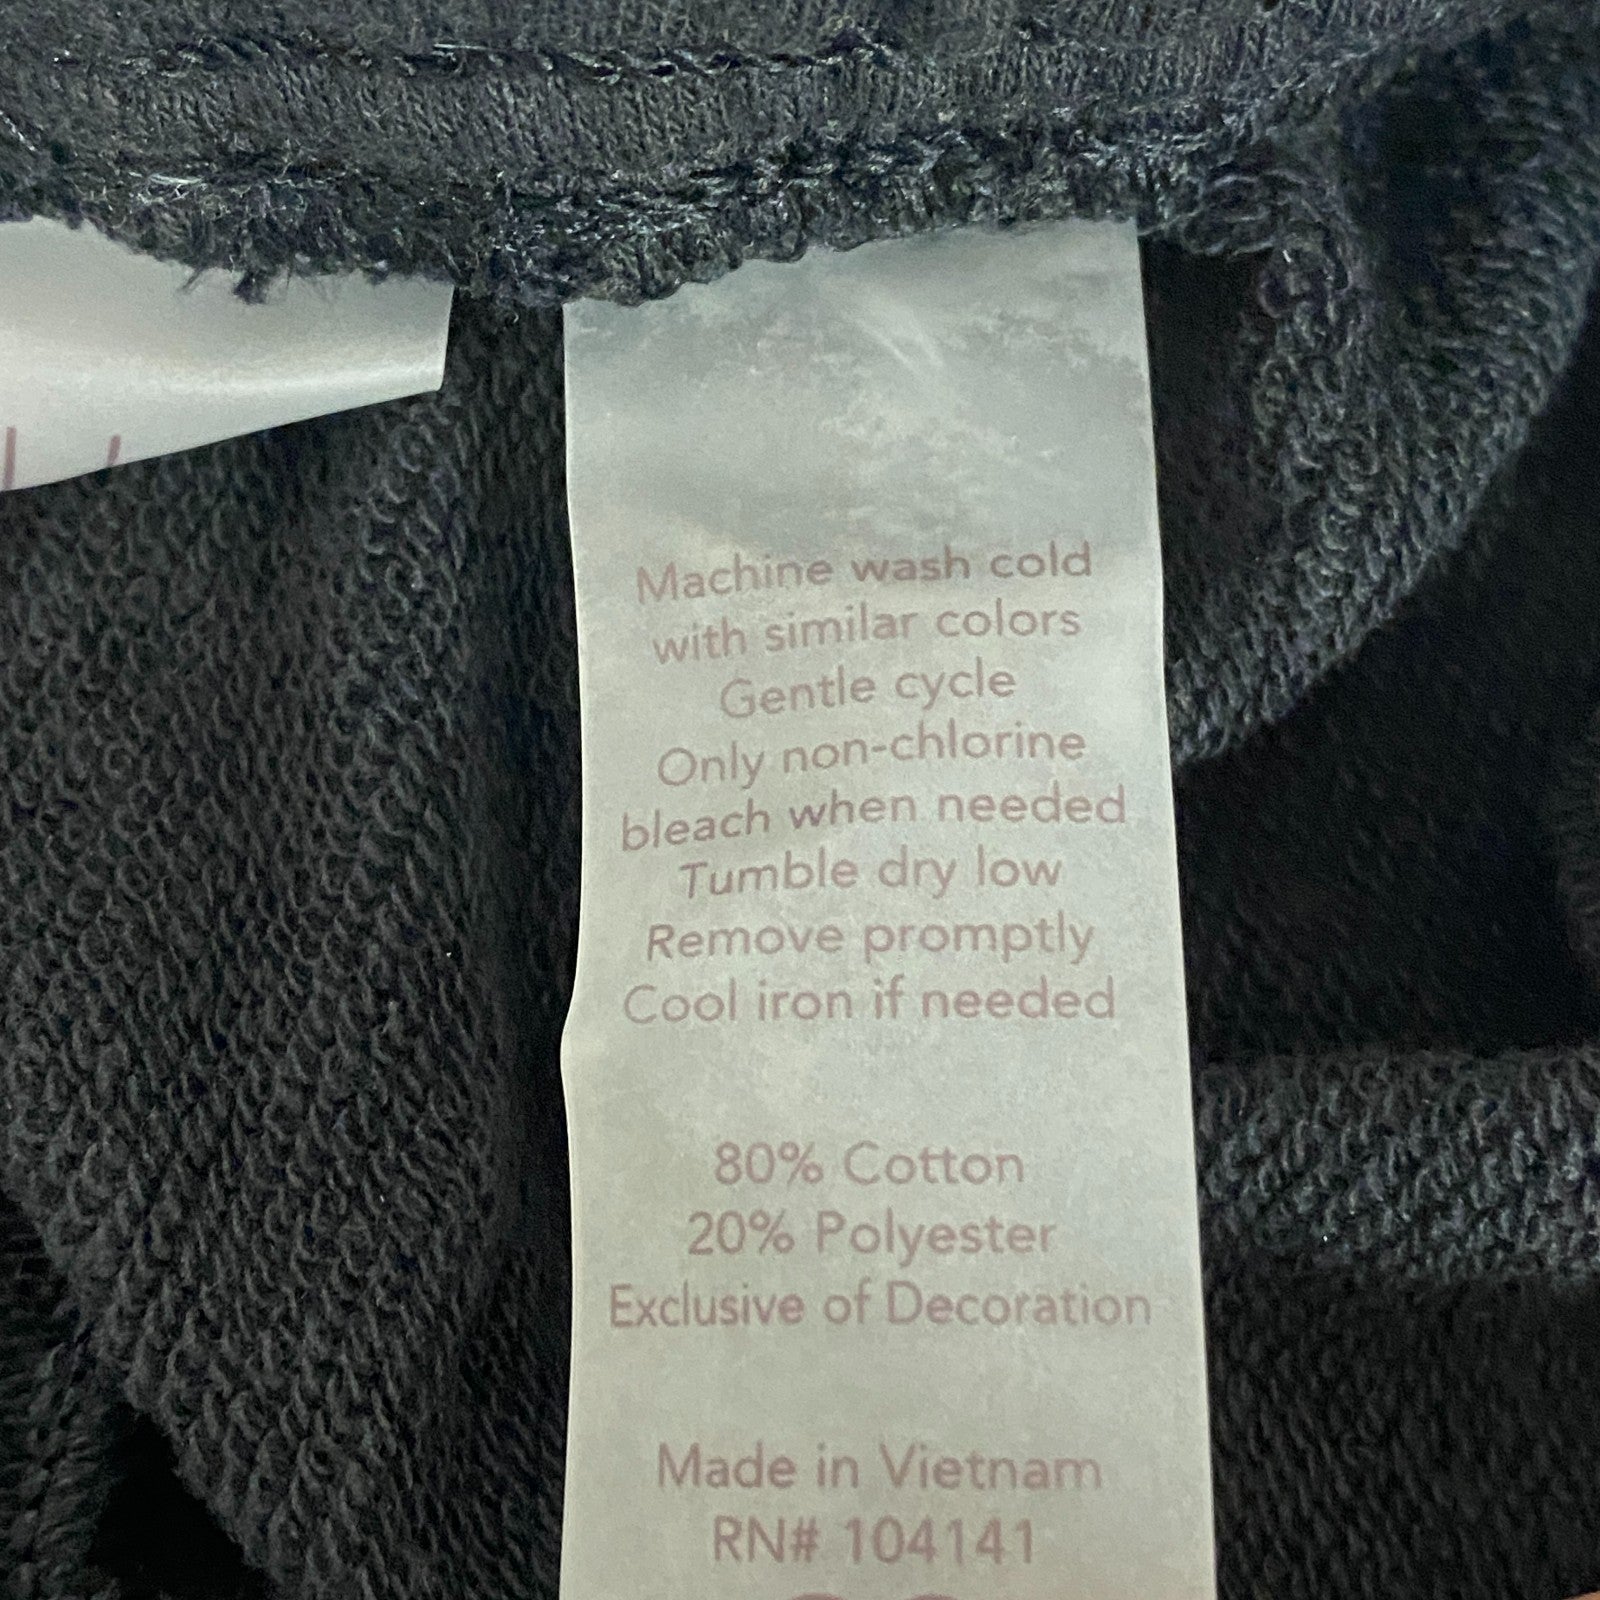 Machine wash cold
with similar colors
Gentle cycle
Only non-chlorine
bleach when needed
Tumble dry low
Remove promptly
Cool iron if needed
80% Cotton
20% Polyester
Exclusive of Decoration
Made in Vietnam
RN# 104141